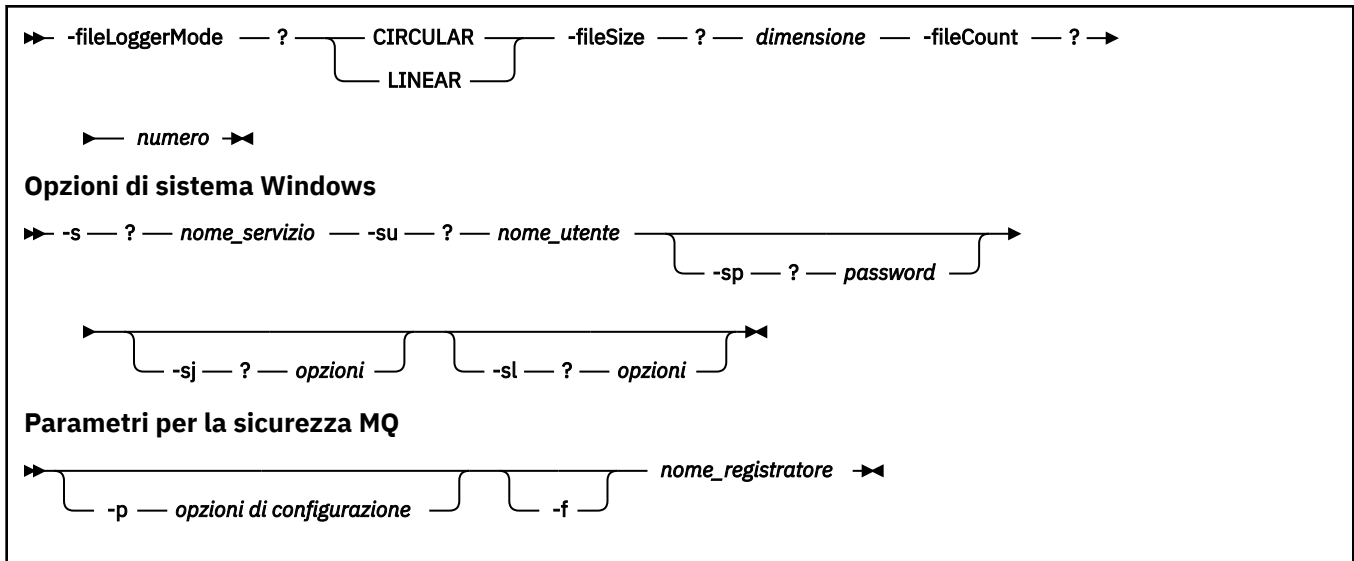 -fileLoggerMode ? CIRCULAR -fileSize ? dimensione -fileCount ?
LINEAR
numero
Opzioni di sistema Windows
-s ? nome_servizio -su ? nome_utente
-sp ? password
-sj ? opzioni -sl ? opzioni
Parametri per la sicurezza MQ
nome_registratore
-p opzioni di configurazione -f